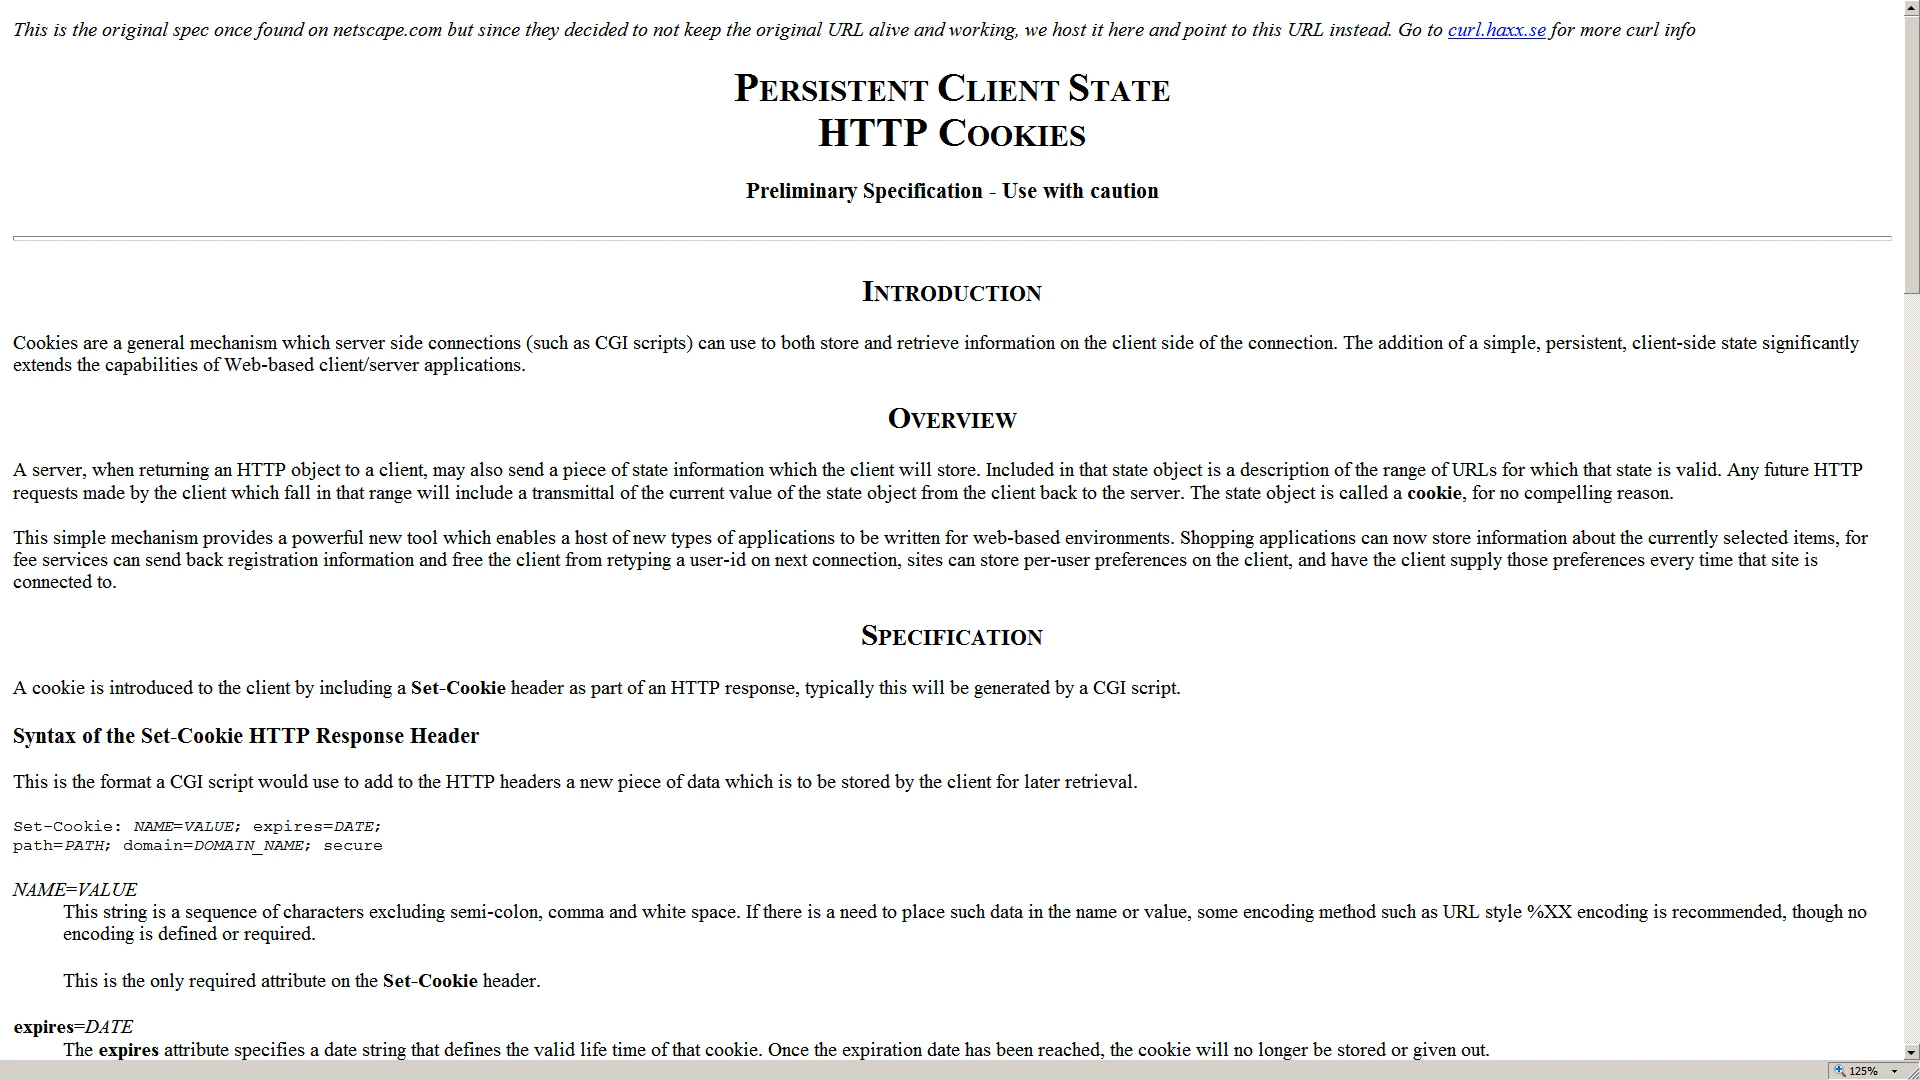 This is the original spec once found on netscape.com but since they decided to not keep the original URL alive and working, we host it here and point to this URL instead. Go to curl.haxx.se for more curl info
PERSISTENT CLIENT STATE
HTTP COOKIES
Preliminary Specification - Use with caution
INTRODUCTION
Cookies are a general mechanism which server side connections (such as CGI scripts) can use to both store and retrieve information on the client side of the connection. The addition of a simple, persistent, client-side state significantly
extends the capabilities of Web-based client/server applications.
OVERVIEW
A server, when returning an HTTP object to a client, may also send a piece of state information which the client will store. Included in that state object is a description of the range of URLs for which that state is valid. Any future HTTP
requests made by the client which fall in that range will include a transmittal of the current value of the state object from the client back to the server. The state object is called a cookie, for no compelling reason.
This simple mechanism provides a powerful new tool which enables a host of new types of applications to be written for web-based environments. Shopping applications can now store information about the currently selected items, for
fee services can send back registration information and free the client from retyping a user-id on next connection, sites can store per-user preferences on the client, and have the client supply those preferences every time that site is
connected to.
SPECIFICATION
A cookie is introduced to the client by including a Set-Cookie header as part of an HTTP response, typically this will be generated by a CGI script.
Syntax of the Set-Cookie HTTP Response Header
This is the format a CGI script would use to add to the HTTP headers a new piece of data which is to be stored by the client for later retrieval.
Set-Cookie: NAME=VALUE; expires=DATE;
path=PATH; domain=DOMAIN_NAME; secure
NAME=VALUE
This string is a sequence of characters excluding semi-colon, comma and white space. If there is a need to place such data in the name or value, some encoding method such as URL style %XX encoding is recommended, though no
encoding is defined or required.
This is the only required attribute on the Set-Cookie header.
expires=DATE
The expires attribute specifies a date string that defines the valid life time of that cookie. Once the expiration date has been reached, the cookie will no longer be stored or given out.
125%